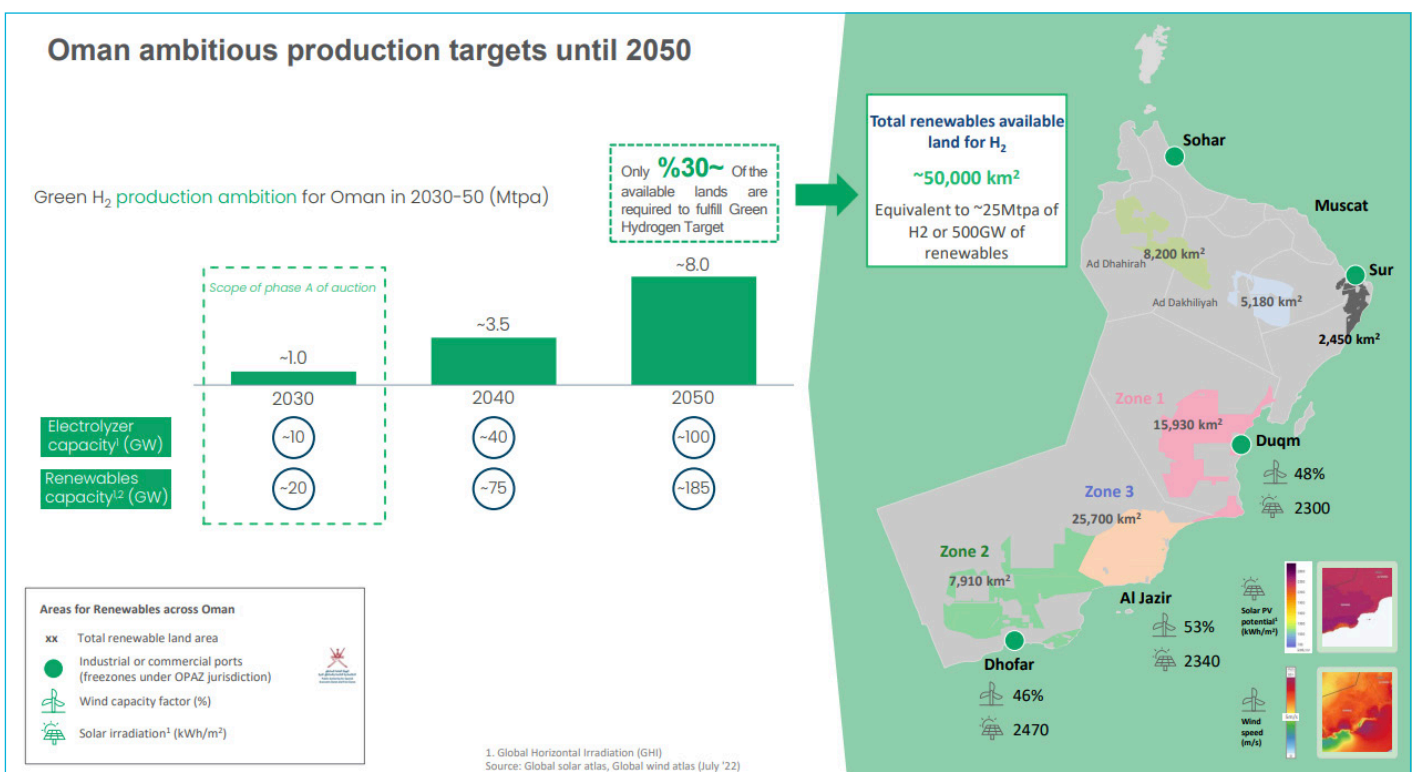 Oman ambitious production targets until 2050
Green H₂ production ambition for Oman in 2030-50 (Mtpa)
Only %30~ Of the
available lands are
required to fulfill Green
Hydrogen Target
Scope of phase A of auction
~1.0
~3.5
~8.0
2030
2040
2050
Electrolyzer
capacity¹ (GW)
~10
~40
~100
Renewables
capacity¹,² (GW)
~20
~75
~185
Areas for Renewables across Oman
xx Total renewable land area
Industrial or commercial ports
(freezones under OPAZ jurisdiction)
Wind capacity factor (%)
Solar irradiation¹ (kWh/m²)
1. Global Horizontal Irradiation (GHI)
Source: Global solar atlas, Global wind atlas (July '22)
Total renewables available
land for H₂
~50,000 km²
Equivalent to ~25Mtpa of
H2 or 500GW of
renewables
Sohar
Muscat
Sur
8,200 km²
Ad Dhahirah
Ad Dakhiliyah
5,180 km²
2,450 km²
Zone 1
15,930 km²
Duqm
48%
2300
Zone 3
25,700 km²
Zone 2
7,910 km²
Al Jazir
53%
2340
Dhofar
46%
2470
Solar PV
potential¹
(kWh/m²)
Wind
speed
(m/s)